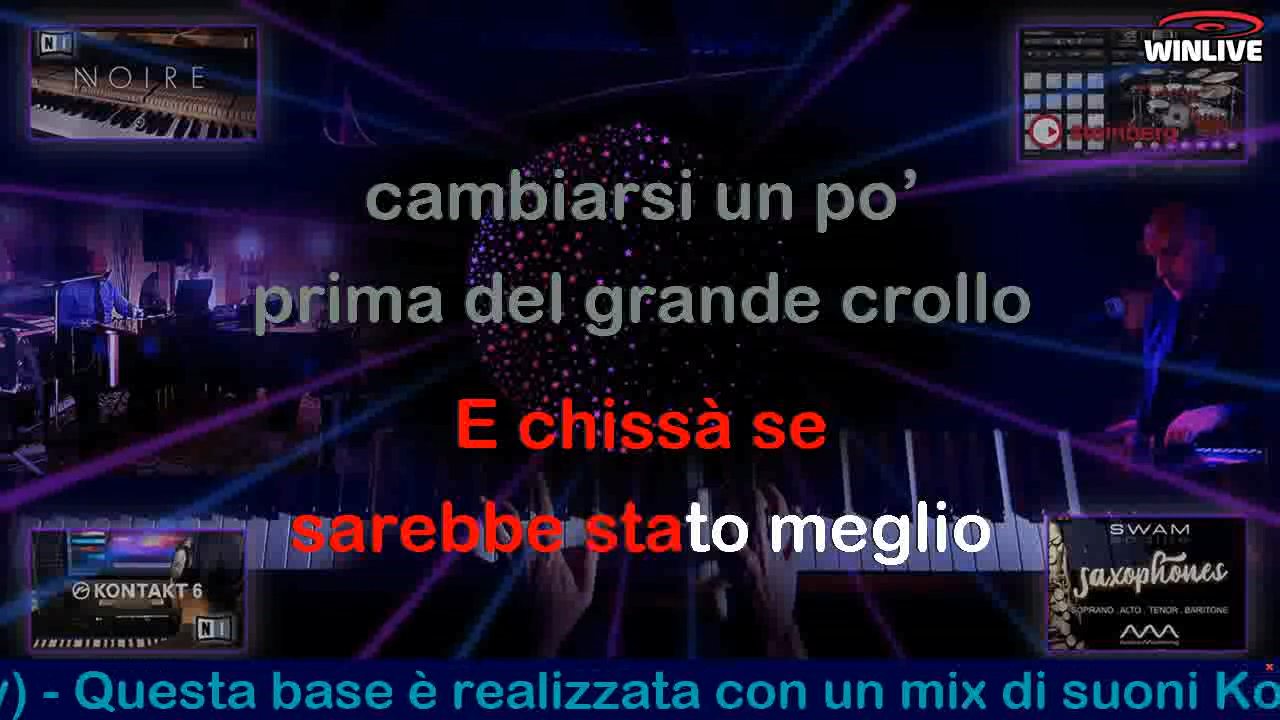 NOIRE
WINLIVE
steinberg
cambiarsi un po’
prima del grande crollo
E chissà se
sarebbe stato meglio
KONTAKT 6
SWAM
saxophones
SOPRANO . ALTO . TENOR . BARITONE
) - Questa base è realizzata con un mix di suoni Ko